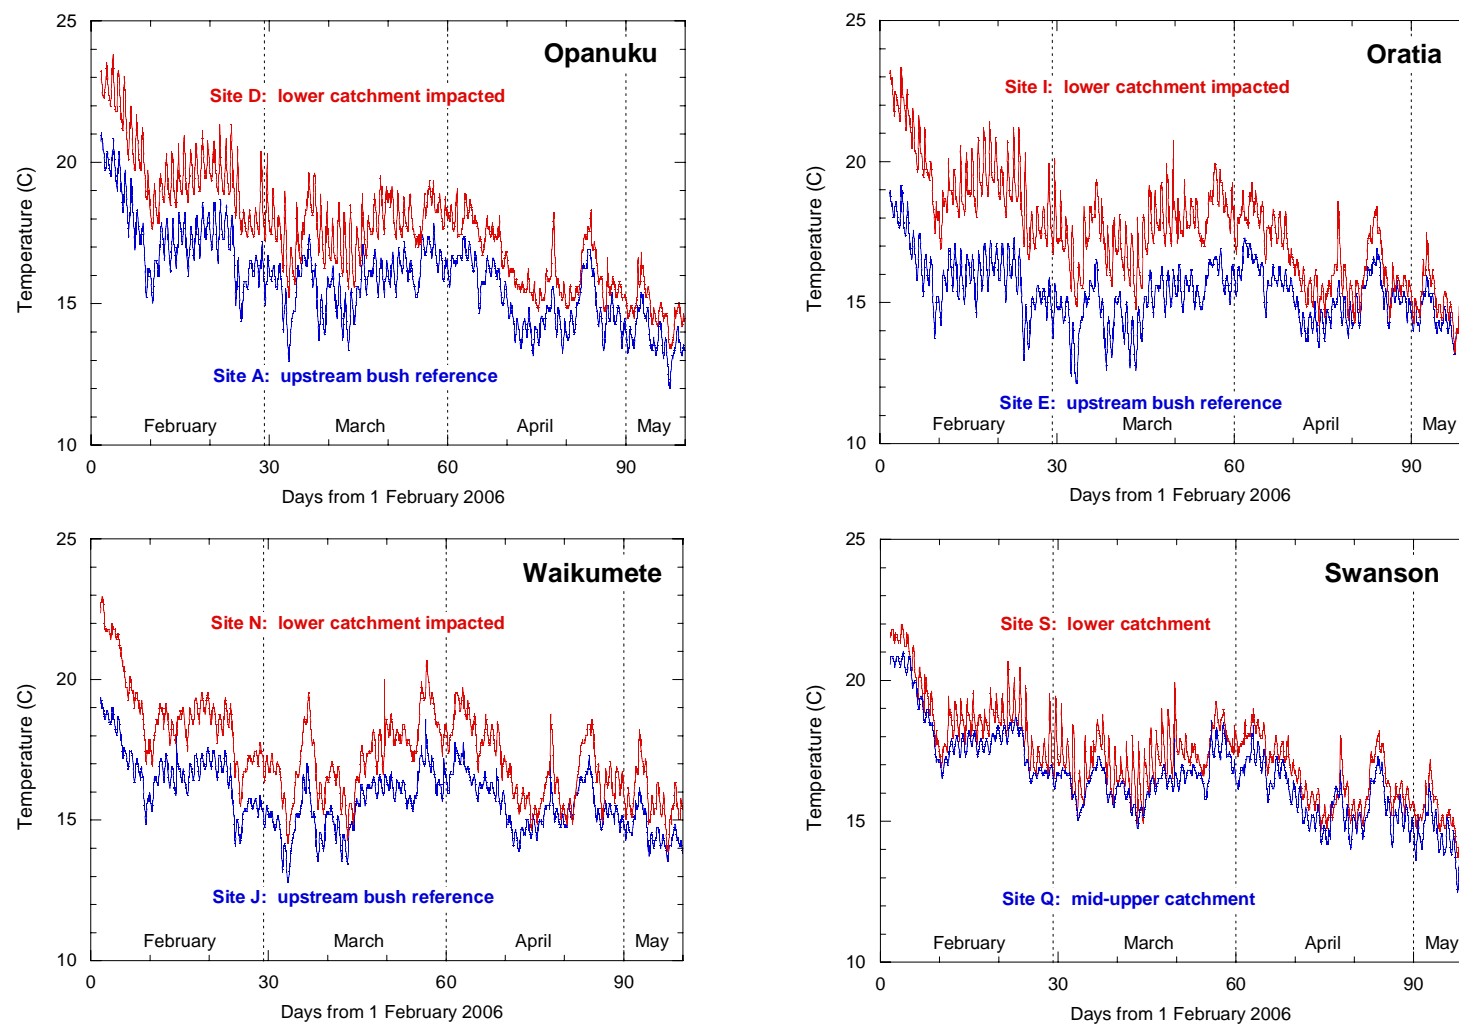 25
20
15
10
Temperature (C)
Opanuku
Site D: lower catchment impacted
Site A: upstream bush reference
February
March
April
May
0
30
60
90
Days from 1 February 2006
25
20
15
10
Temperature (C)
Oratia
Site I: lower catchment impacted
Site E: upstream bush reference
February
March
April
May
0
30
60
90
Days from 1 February 2006
25
20
15
10
Temperature (C)
Waikumete
Site N: lower catchment impacted
Site J: upstream bush reference
February
March
April
May
0
30
60
90
Days from 1 February 2006
25
20
15
10
Temperature (C)
Swanson
Site S: lower catchment
Site Q: mid-upper catchment
February
March
April
May
0
30
60
90
Days from 1 February 2006